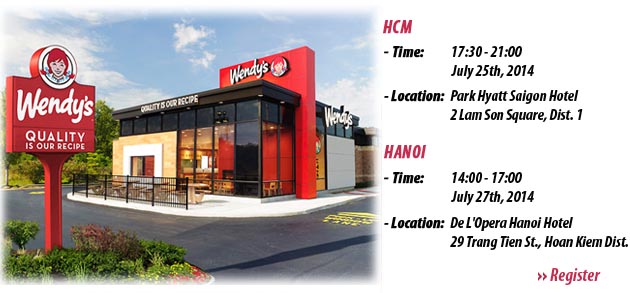 Wendy's
QUALITY
IS OUR RECIPE
Wendy's
QUALITY IS OUR RECIPE
Wendy's
HCM
- Time: 17:30 - 21:00
July 25th, 2014
- Location: Park Hyatt Saigon Hotel
2 Lam Son Square, Dist. 1
HANOI
- Time: 14:00 - 17:00
July 27th, 2014
- Location: De L'Opera Hanoi Hotel
29 Trang Tien St., Hoan Kiem Dist.
›› Register